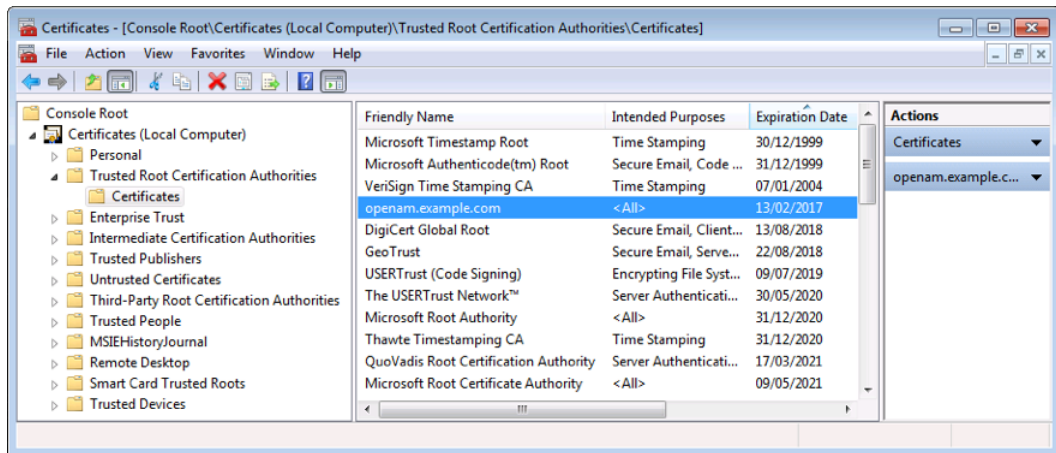 Certificates - [Console Root\Certificates (Local Computer)\Trusted Root Certification Authorities\Certificates]
File Action View Favorites Window Help
Console Root
Certificates (Local Computer)
Personal
Trusted Root Certification Authorities
Certificates
Enterprise Trust
Intermediate Certification Authorities
Trusted Publishers
Untrusted Certificates
Third-Party Root Certification Authorities
Trusted People
MSIEHistoryJournal
Remote Desktop
Smart Card Trusted Roots
Trusted Devices
Friendly Name Intended Purposes Expiration Date
Microsoft Timestamp Root Time Stamping 30/12/1999
Microsoft Authenticode(tm) Root Secure Email, Code ... 31/12/1999
VeriSign Time Stamping CA Time Stamping 07/01/2004
openam.example.com <All> 13/02/2017
DigiCert Global Root Secure Email, Client... 13/08/2018
GeoTrust Secure Email, Serve... 22/08/2018
USERTrust (Code Signing) Encrypting File Syst... 09/07/2019
The USERTrust Network™ Server Authenticati... 30/05/2020
Microsoft Root Authority <All> 31/12/2020
Thawte Timestamping CA Time Stamping 31/12/2020
QuoVadis Root Certification Authority Server Authenticati... 17/03/2021
Microsoft Root Certificate Authority <All> 09/05/2021
Actions
Certificates
openam.example.c...